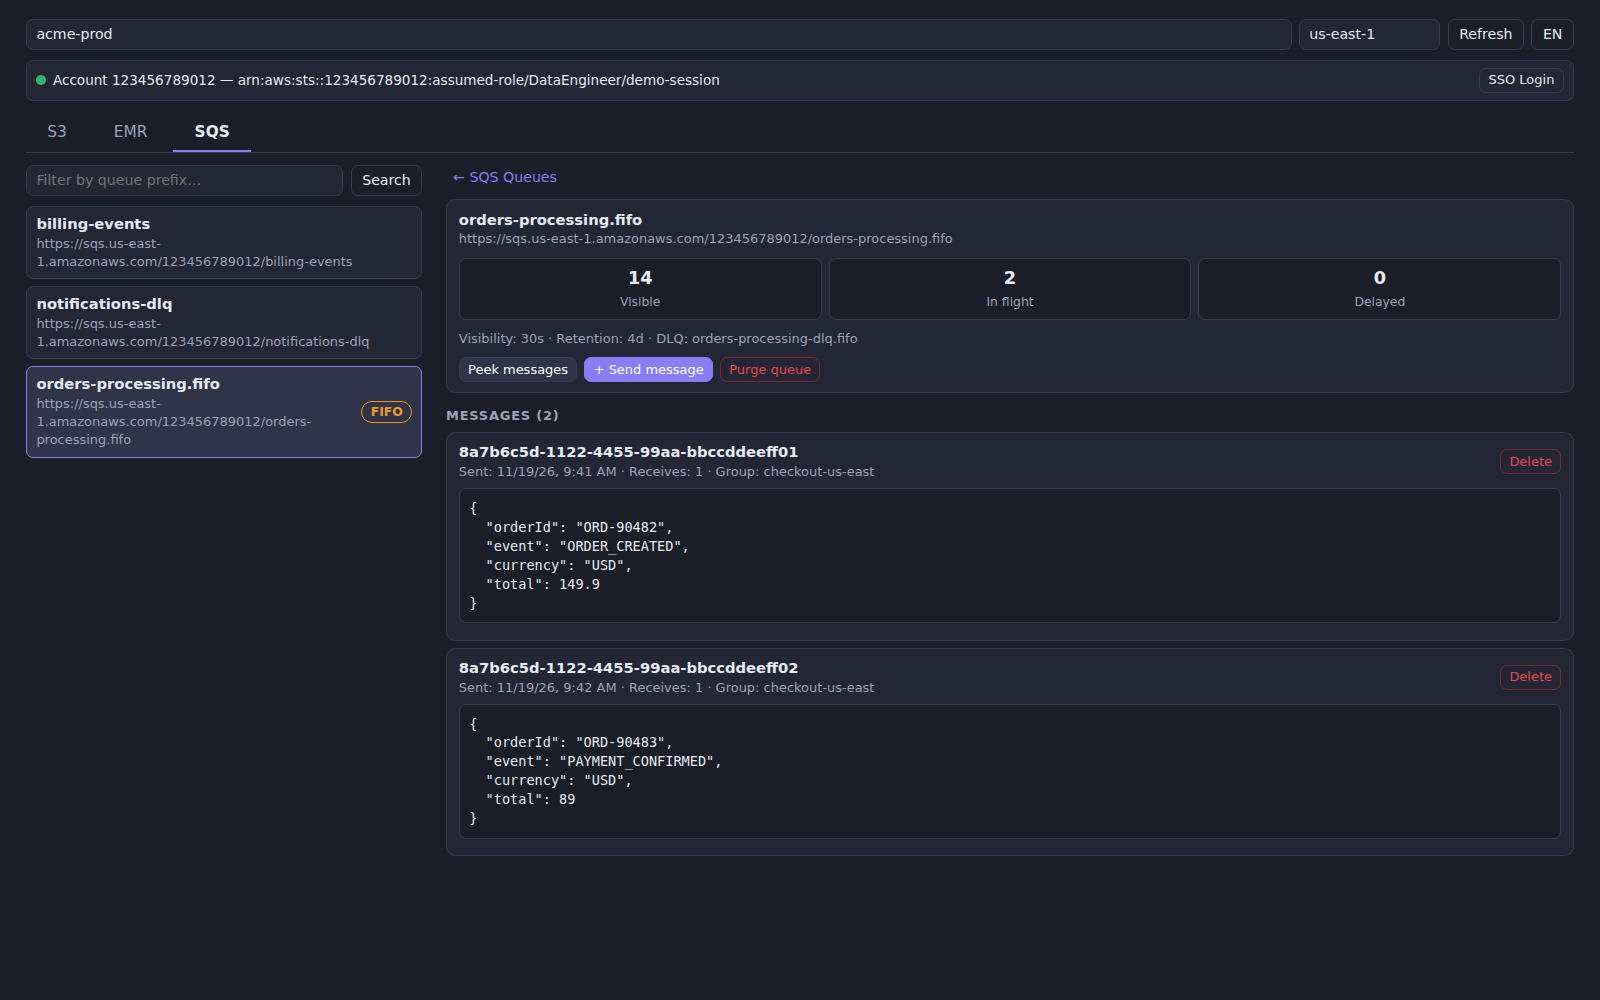 acme-prod
us-east-1
Refresh
EN
Account 123456789012 — arn:aws:sts::123456789012:assumed-role/DataEngineer/demo-session
SSO Login
S3
EMR
SQS
Filter by queue prefix...
Search
billing-events
https://sqs.us-east-
1.amazonaws.com/123456789012/billing-events
notifications-dlq
https://sqs.us-east-
1.amazonaws.com/123456789012/notifications-dlq
orders-processing.fifo
https://sqs.us-east-
1.amazonaws.com/123456789012/orders-
processing.fifo
FIFO
← SQS Queues
orders-processing.fifo
https://sqs.us-east-1.amazonaws.com/123456789012/orders-processing.fifo
14
Visible
2
In flight
0
Delayed
Visibility: 30s · Retention: 4d · DLQ: orders-processing-dlq.fifo
Peek messages
+ Send message
Purge queue
MESSAGES (2)
8a7b6c5d-1122-4455-99aa-bbccddeeff01
Sent: 11/19/26, 9:41 AM · Receives: 1 · Group: checkout-us-east
Delete
{
  "orderId": "ORD-90482",
  "event": "ORDER_CREATED",
  "currency": "USD",
  "total": 149.9
}
8a7b6c5d-1122-4455-99aa-bbccddeeff02
Sent: 11/19/26, 9:42 AM · Receives: 1 · Group: checkout-us-east
Delete
{
  "orderId": "ORD-90483",
  "event": "PAYMENT_CONFIRMED",
  "currency": "USD",
  "total": 89
}